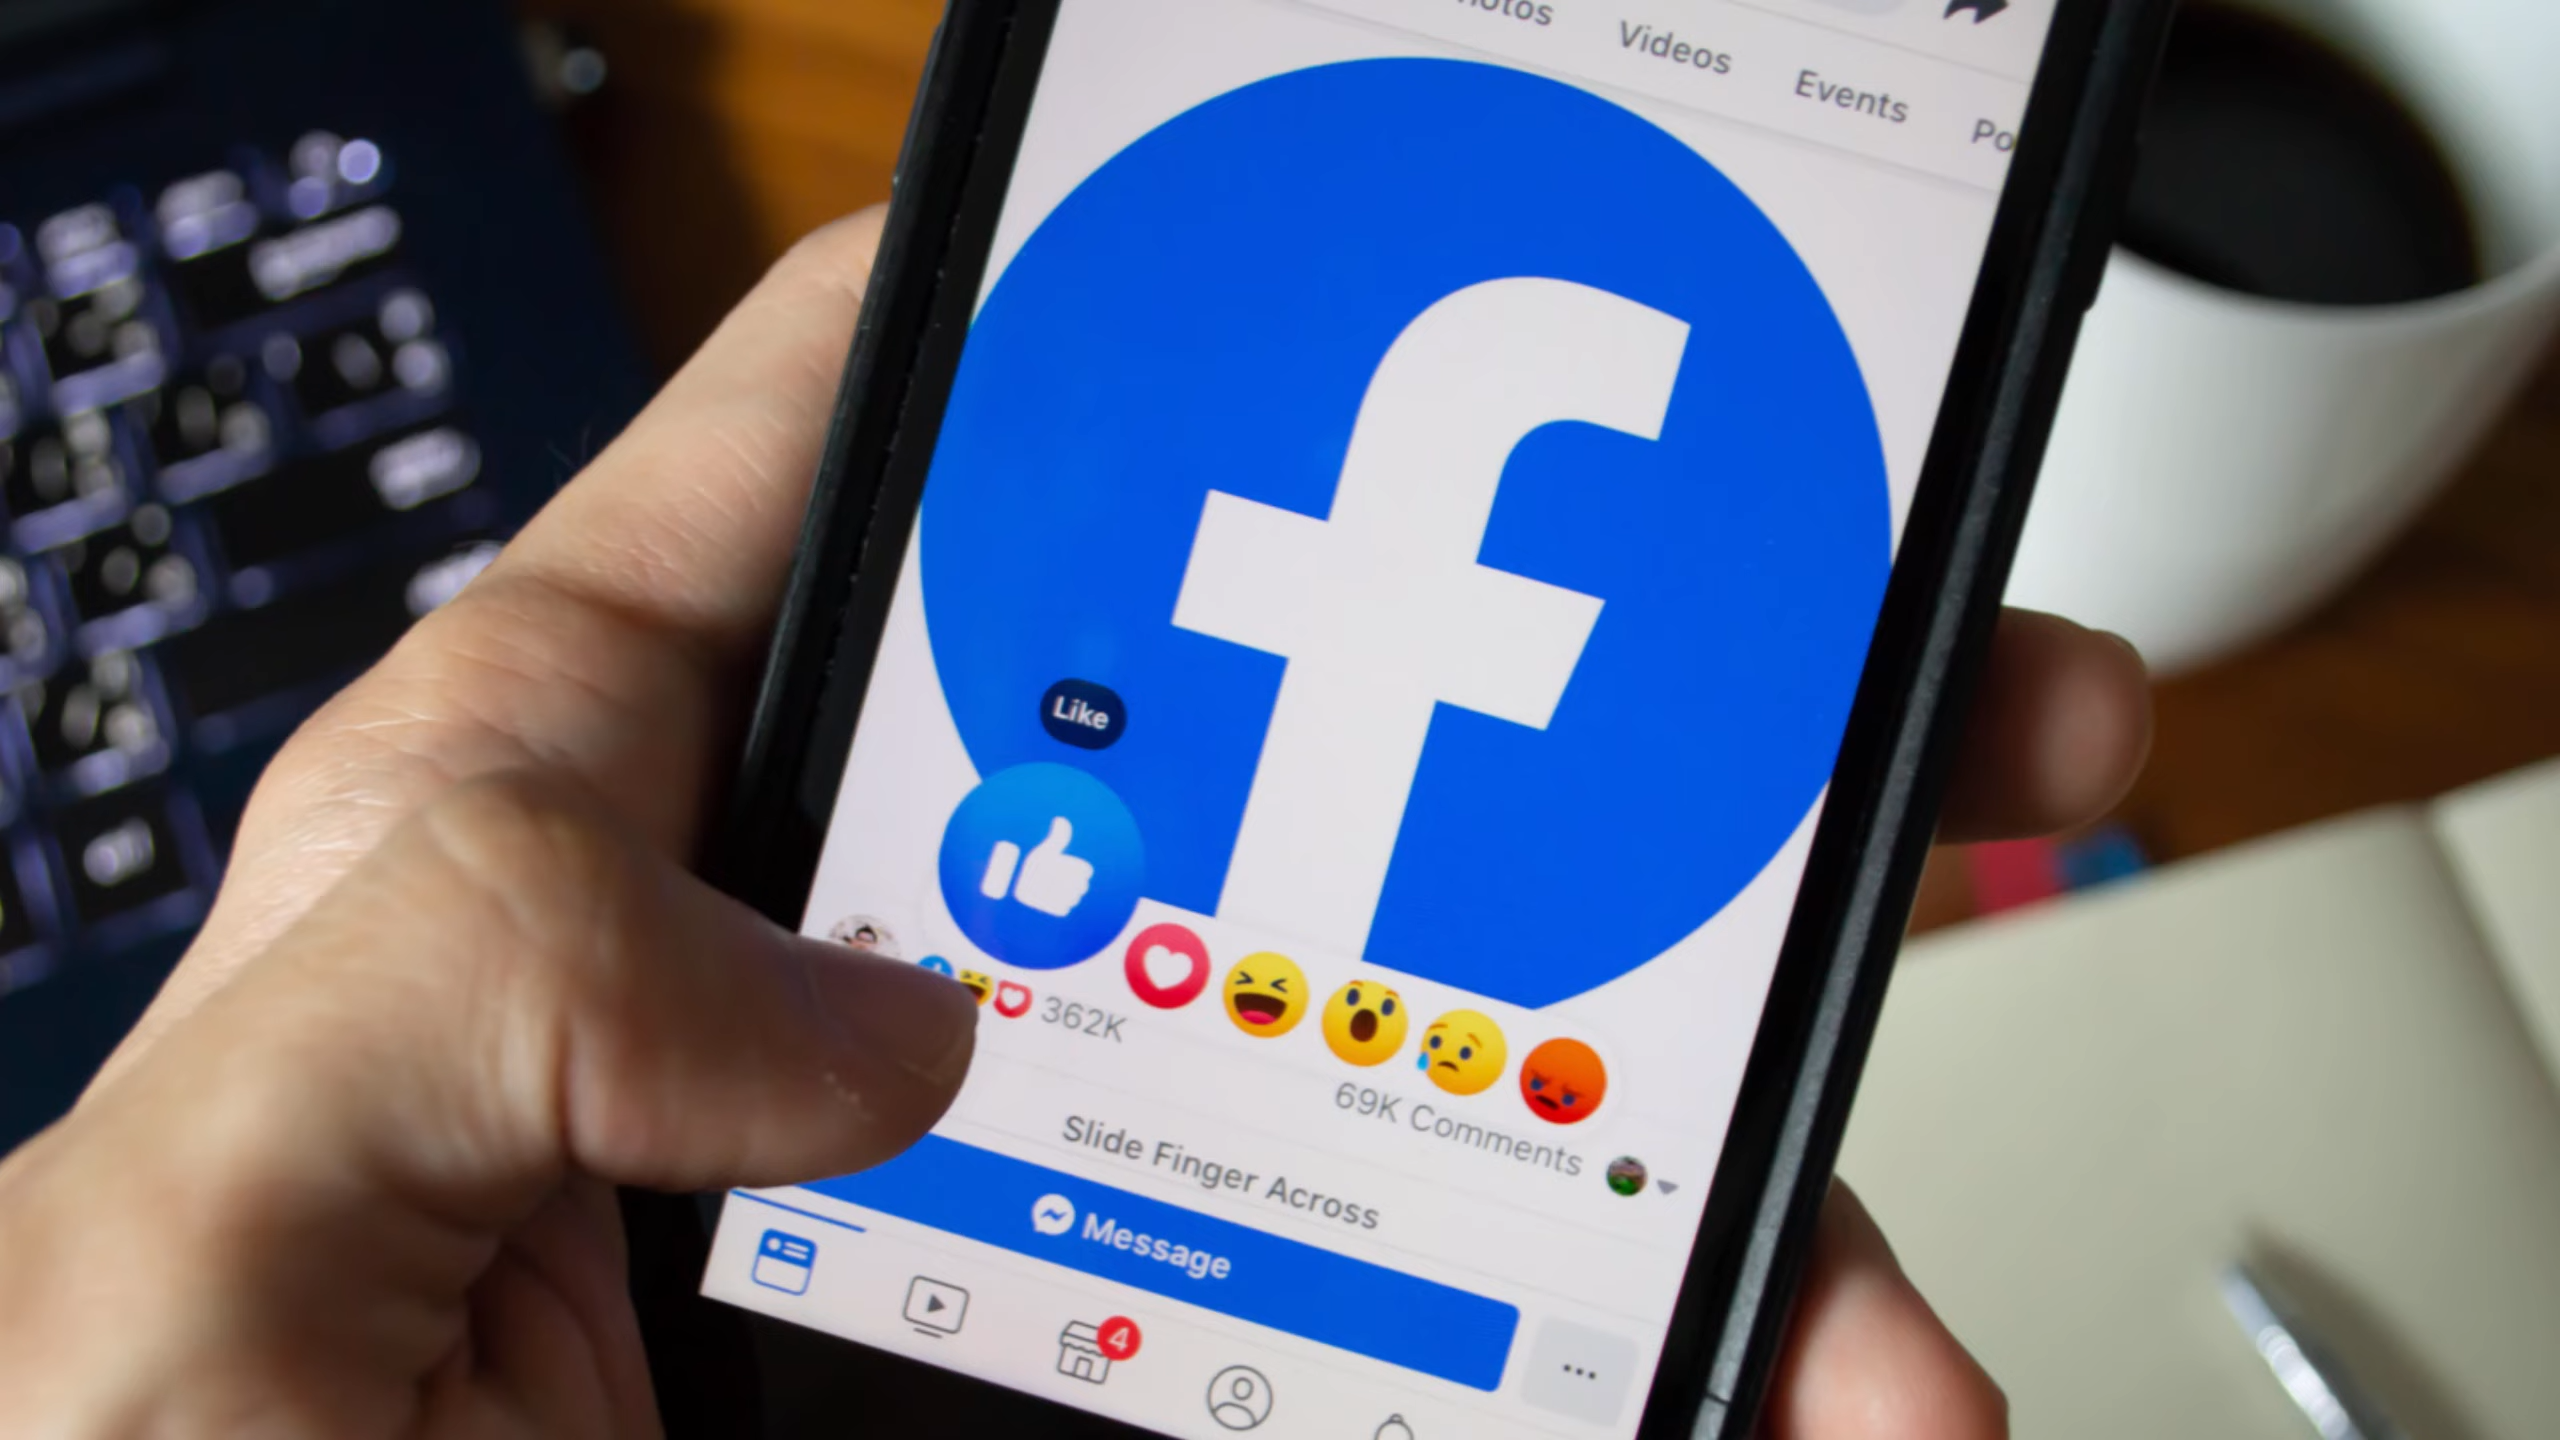 Videos
Events
Like
362K
69K Comments
Slide Finger Across
Message
4